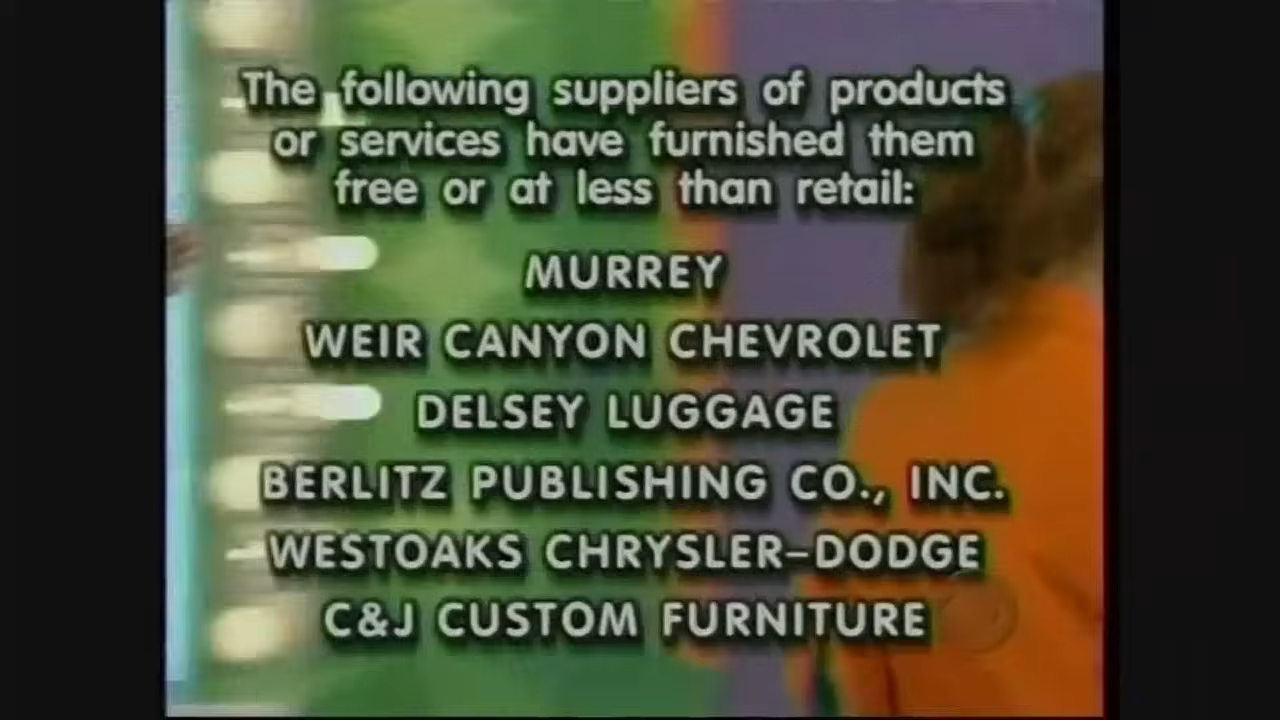 The following suppliers of products
or services have furnished them
free or at less than retail:
MURREY
WEIR CANYON CHEVROLET
DELSEY LUGGAGE
BERLITZ PUBLISHING CO., INC.
WESTOAKS CHRYSLER–DODGE
C&J CUSTOM FURNITURE